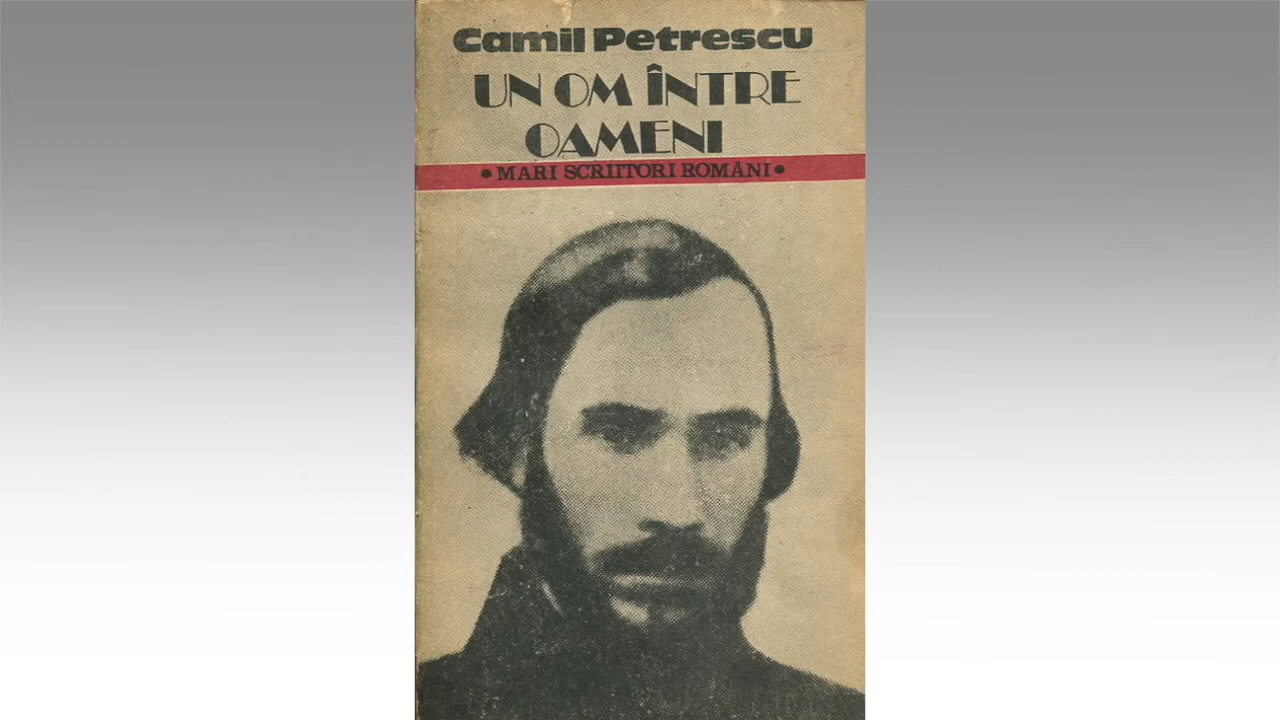 Camil Petrescu
UN OM ÎNTRE
OAMENI
• MARI SCRIITORI ROMÂNI •